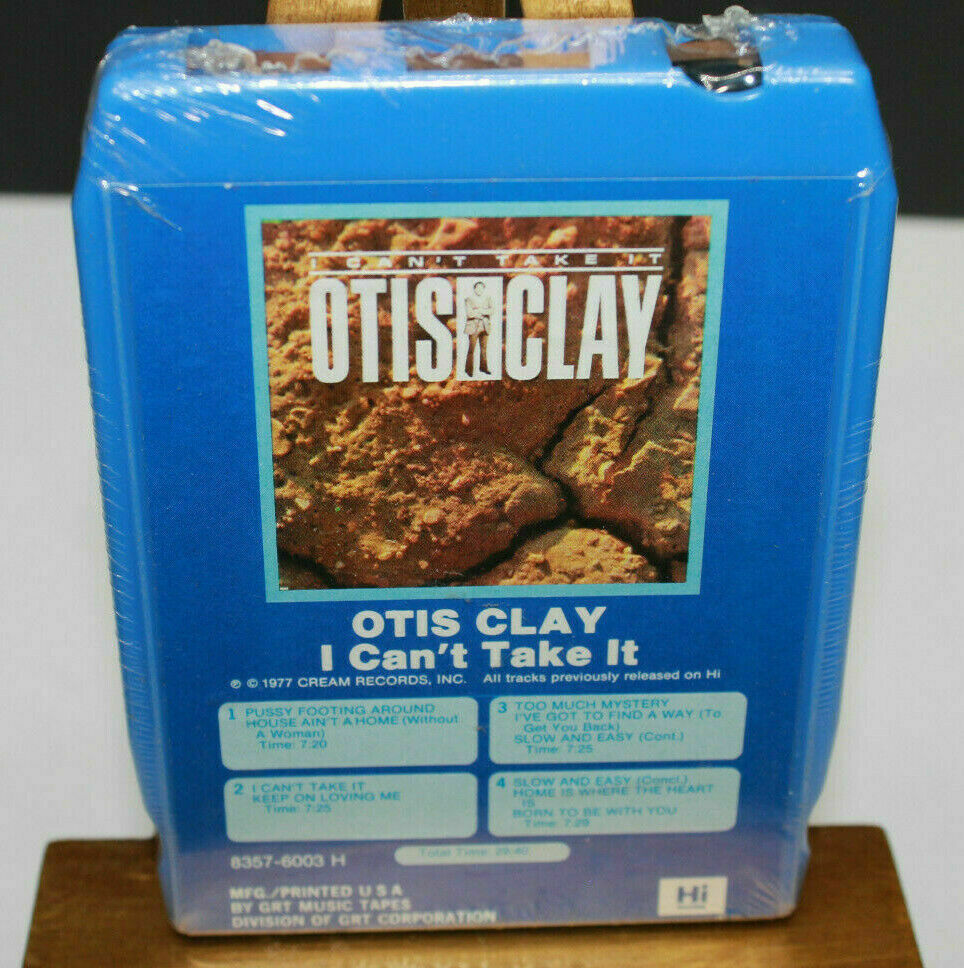 I CAN'T TAKE IT
OTIS CLAY
OTIS CLAY
I Can't Take It
℗ © 1977 CREAM RECORDS, INC. All tracks previously released on Hi
1 PUSSY FOOTING AROUND
HOUSE AIN'T A HOME (Without
A Woman)
Time: 7:20
2 I CAN'T TAKE IT
KEEP ON LOVING ME
Time: 7:25
3 TOO MUCH MYSTERY
I'VE GOT TO FIND A WAY (To
Get You Back)
SLOW AND EASY (Cont.)
Time: 7:25
4 SLOW AND EASY (Concl.)
HOME IS WHERE THE HEART
IS
BORN TO BE WITH YOU
Time: 7:29
8357-6003 H
Total Time: 29:40
MFG./PRINTED U S A
BY GRT MUSIC TAPES
DIVISION OF GRT CORPORATION
Hi